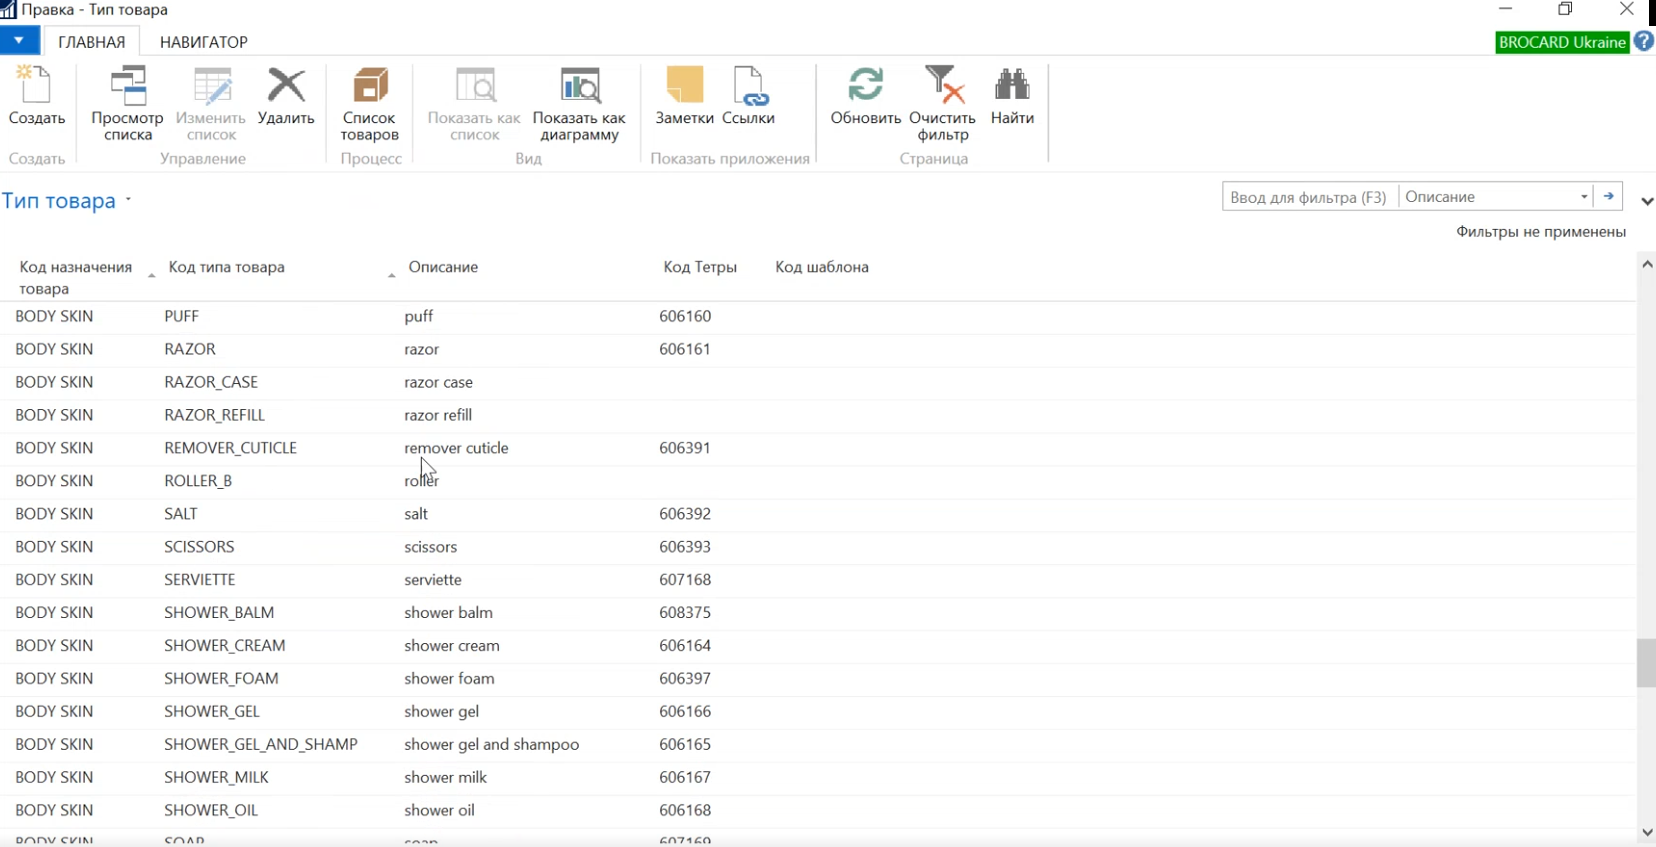 Правка - Тип товара
ГЛАВНАЯ НАВИГАТОР
BROCARD Ukraine ?
Создать
Просмотр списка
Изменить список
Удалить
Список товаров
Показать как список
Показать как диаграмму
Заметки
Ссылки
Обновить
Очистить фильтр
Найти
Создать Управление Процесс Вид Показать приложения Страница
Тип товара
Ввод для фильтра (F3) Описание
Фильтры не применены
Код назначения товара Код типа товара Описание Код Тетры Код шаблона
BODY SKIN PUFF puff 606160
BODY SKIN RAZOR razor 606161
BODY SKIN RAZOR_CASE razor case
BODY SKIN RAZOR_REFILL razor refill
BODY SKIN REMOVER_CUTICLE remover cuticle 606391
BODY SKIN ROLLER_B roller
BODY SKIN SALT salt 606392
BODY SKIN SCISSORS scissors 606393
BODY SKIN SERVIETTE serviette 607168
BODY SKIN SHOWER_BALM shower balm 608375
BODY SKIN SHOWER_CREAM shower cream 606164
BODY SKIN SHOWER_FOAM shower foam 606397
BODY SKIN SHOWER_GEL shower gel 606166
BODY SKIN SHOWER_GEL_AND_SHAMP shower gel and shampoo 606165
BODY SKIN SHOWER_MILK shower milk 606167
BODY SKIN SHOWER_OIL shower oil 606168
BODY SKIN SOAP soap 607169